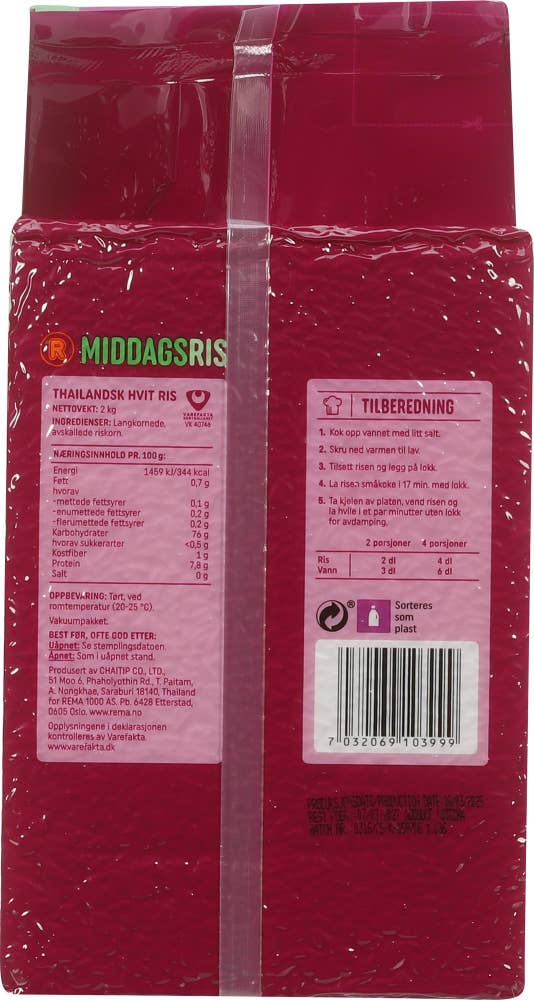 R MIDDAGSRIS
THAILANDSK HVIT RIS
NETTOVEKT: 2 kg
INGREDIENSER: Langkornede,
avskallede riskorn.
VAREFAKTA
VK 40746
NÆRINGSINNHOLD PR. 100 g:
Energi 1459 kJ/344 kcal
Fett 0,7 g
hvorav
-mettede fettsyrer 0,1 g
-enumettede fettsyrer 0,2 g
-flerumettede fettsyrer 0,2 g
Karbohydrater 76 g
hvorav sukkerarter <0,5 g
Kostfiber 1 g
Protein 7,8 g
Salt 0 g
OPPBEVARING: Tørt, ved
romtemperatur (20-25 °C).
Vakuumpakket.
BEST FØR, OFTE GOD ETTER:
Uåpnet: Se stemplingsdatoen.
Åpnet: Som i uåpnet stand.
Produsert av CHAITIP CO., LTD.,
51 Moo 6, Phaholyothin Rd., T. Paitam,
A. Nongkhae, Saraburi 18140, Thailand
for REMA 1000 AS. Pb. 6428 Etterstad,
0605 Oslo. www.rema.no
Opplysningene i deklarasjonen
kontrolleres av Varefakta.
www.varefakta.dk
TILBEREDNING
1. Kok opp vannet med litt salt.
2. Skru ned varmen til lav.
3. Tilsett risen og legg på lokk.
4. La risen småkoke i 17 min. med lokk.
5. Ta kjelen av platen, vend risen og
la hvile i et par minutter uten lokk
for avdamping.
2 porsjoner 4 porsjoner
Ris 2 dl 4 dl
Vann 3 dl 6 dl
®
Sorteres
som
plast
7 032069 103999
PRODUKSJONSDATO/PRODUCTION DATE
BATCH NR.